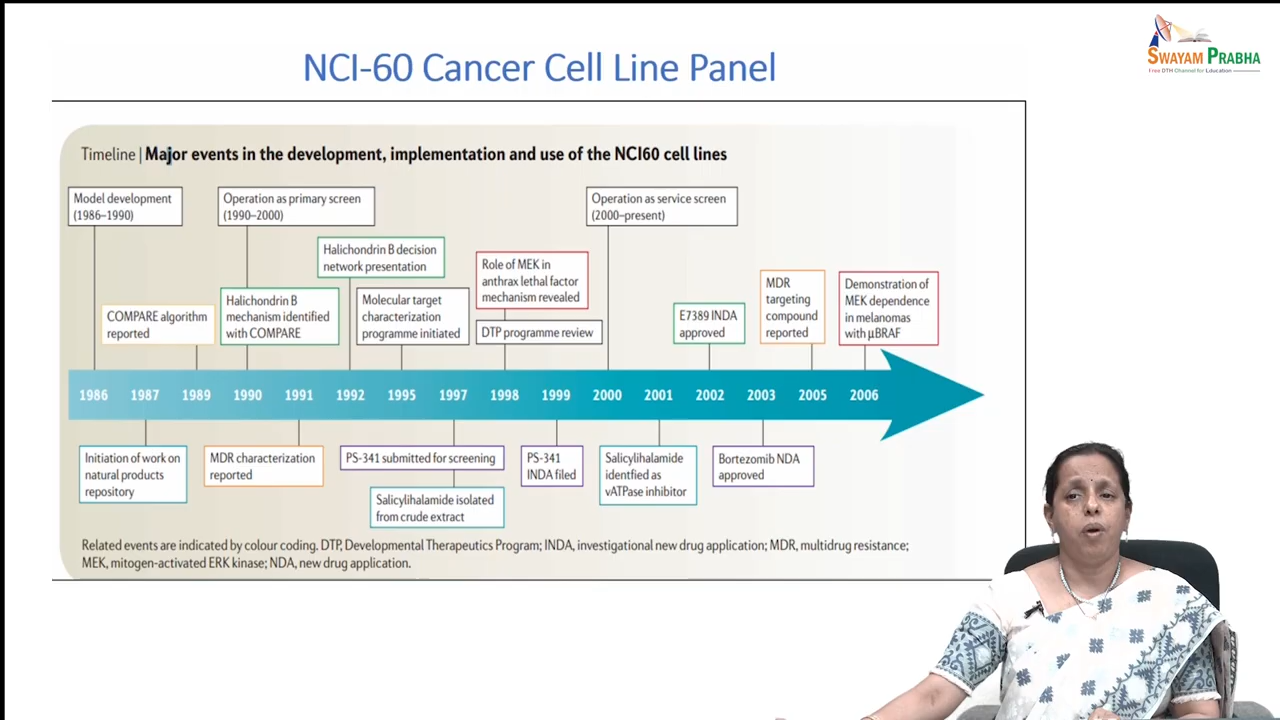 NCI-60 Cancer Cell Line Panel
SWAYAM PRABHA
Free DTH Channel for Education
Timeline | Major events in the development, implementation and use of the NCI60 cell lines
Model development
(1986–1990)
Operation as primary screen
(1990–2000)
Operation as service screen
(2000–present)
Halichondrin B decision
network presentation
Role of MEK in
anthrax lethal factor
mechanism revealed
COMPARE algorithm
reported
Halichondrin B
mechanism identified
with COMPARE
Molecular target
characterization
programme initiated
DTP programme review
E7389 INDA
approved
MDR
targeting
compound
reported
Demonstration of
MEK dependence
in melanomas
with μBRAF
1986 1987 1989 1990 1991 1992 1995 1997 1998 1999 2000 2001 2002 2003 2005 2006
Initiation of work on
natural products
repository
MDR characterization
reported
PS-341 submitted for screening
Salicylihalamide isolated
from crude extract
PS-341
INDA filed
Salicylihalamide
identfied as
vATPase inhibitor
Bortezomib NDA
approved
Related events are indicated by colour coding. DTP, Developmental Therapeutics Program; INDA, investigational new drug application; MDR, multidrug resistance;
MEK, mitogen-activated ERK kinase; NDA, new drug application.